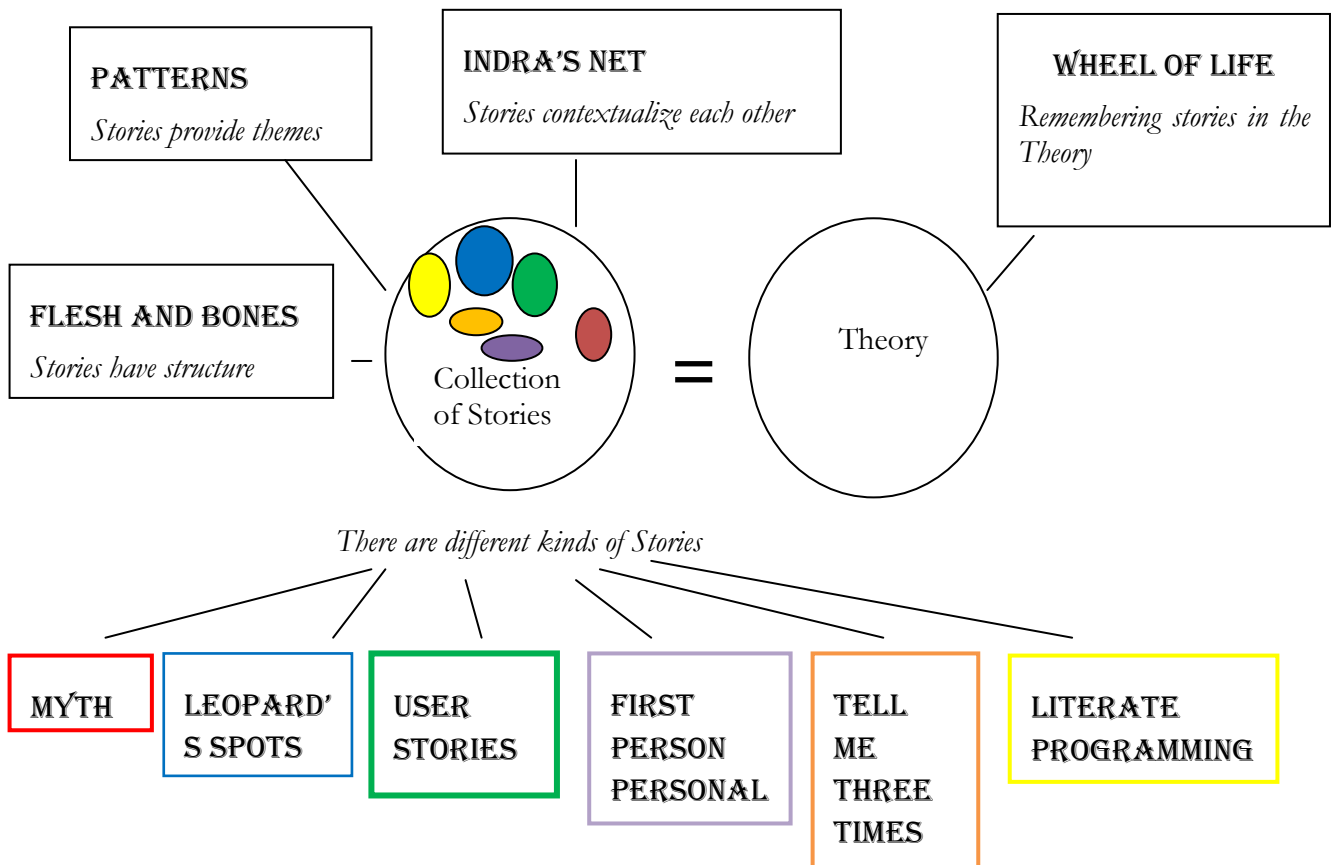 PATTERNS
Stories provide themes
INDRA'S NET
Stories contextualize each other
WHEEL OF LIFE
Remembering stories in the
Theory
FLESH AND BONES
Stories have structure
Collection
of Stories
=
Theory
There are different kinds of Stories
MYTH
LEOPARD'
S SPOTS
USER
STORIES
FIRST
PERSON
PERSONAL
TELL
ME
THREE
TIMES
LITERATE
PROGRAMMING